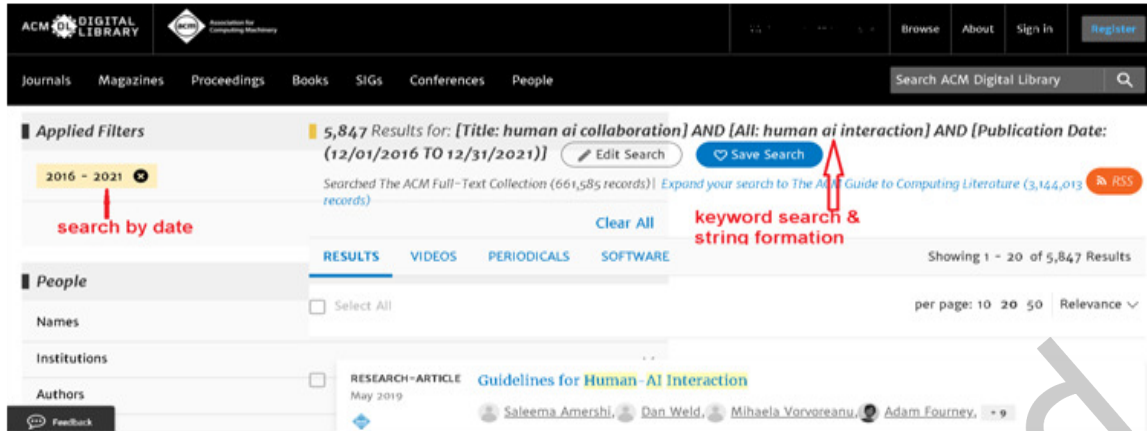 ACM DL DIGITAL LIBRARY acm Association for Computing Machinery Browse About Sign in Register
Journals Magazines Proceedings Books SIGs Conferences People Search ACM Digital Library
Applied Filters
2016 - 2021
search by date
5,847 Results for: [Title: human ai collaboration] AND [All: human ai interaction] AND [Publication Date:
(12/01/2016 TO 12/31/2021)] Edit Search Save Search
Searched The ACM Full-Text Collection (661,585 records)| Expand your search to The ACM Guide to Computing Literature (3,144,013
records) RSS
Clear All
keyword search &
string formation
RESULTS VIDEOS PERIODICALS SOFTWARE Showing 1 - 20 of 5,847 Results
People
Names
Institutions
Authors
Select All per page: 10 20 50 Relevance
RESEARCH-ARTICLE Guidelines for Human-AI Interaction
May 2019
Saleema Amershi, Dan Weld, Mihaela Vorvoreanu, Adam Fourney, +9
Feedback